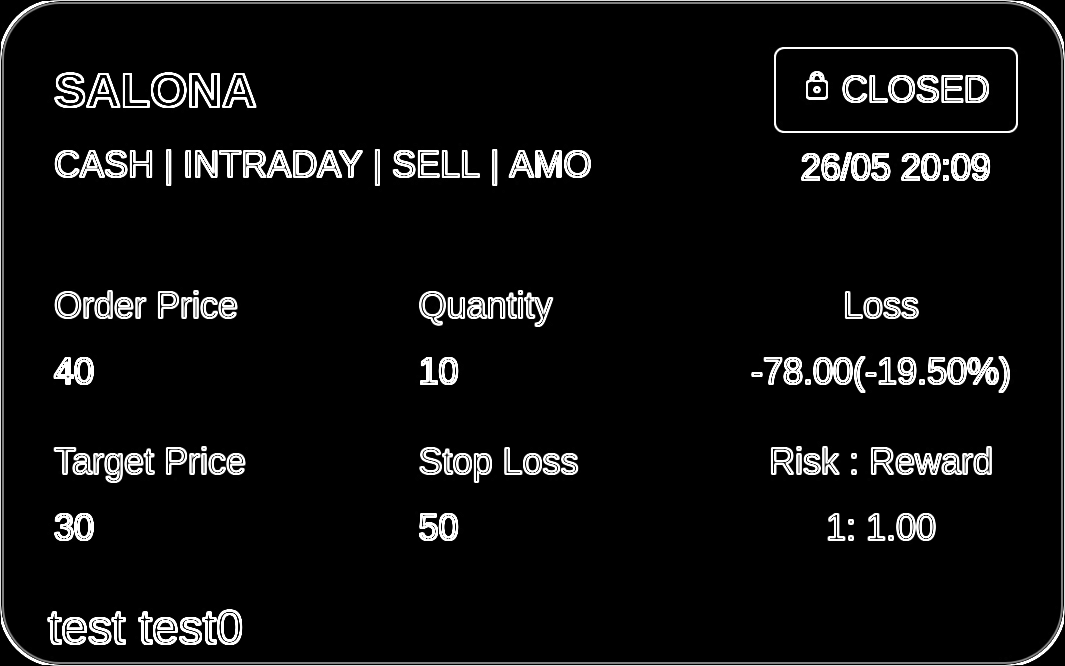 SALONA
CLOSED
CASH | INTRADAY | SELL | AMO
26/05 20:09
Order Price Quantity Loss
40 10 -78.00(-19.50%)
Target Price Stop Loss Risk : Reward
30 50 1: 1.00
test test0